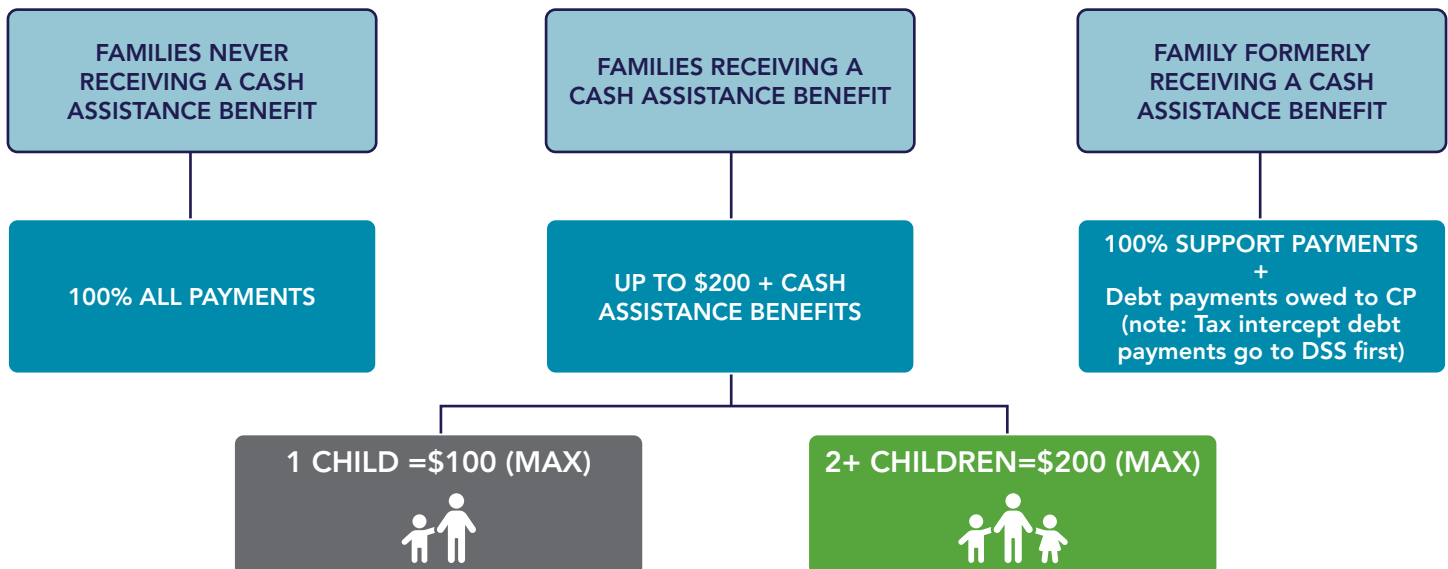 FAMILIES NEVER
RECEIVING A CASH
ASSISTANCE BENEFIT
FAMILIES RECEIVING A
CASH ASSISTANCE BENEFIT
FAMILY FORMERLY
RECEIVING A CASH
ASSISTANCE BENEFIT
100% ALL PAYMENTS
UP TO $200 + CASH
ASSISTANCE BENEFITS
100% SUPPORT PAYMENTS
+
Debt payments owed to CP
(note: Tax intercept debt
payments go to DSS first)
1 CHILD =$100 (MAX)
2+ CHILDREN=$200 (MAX)